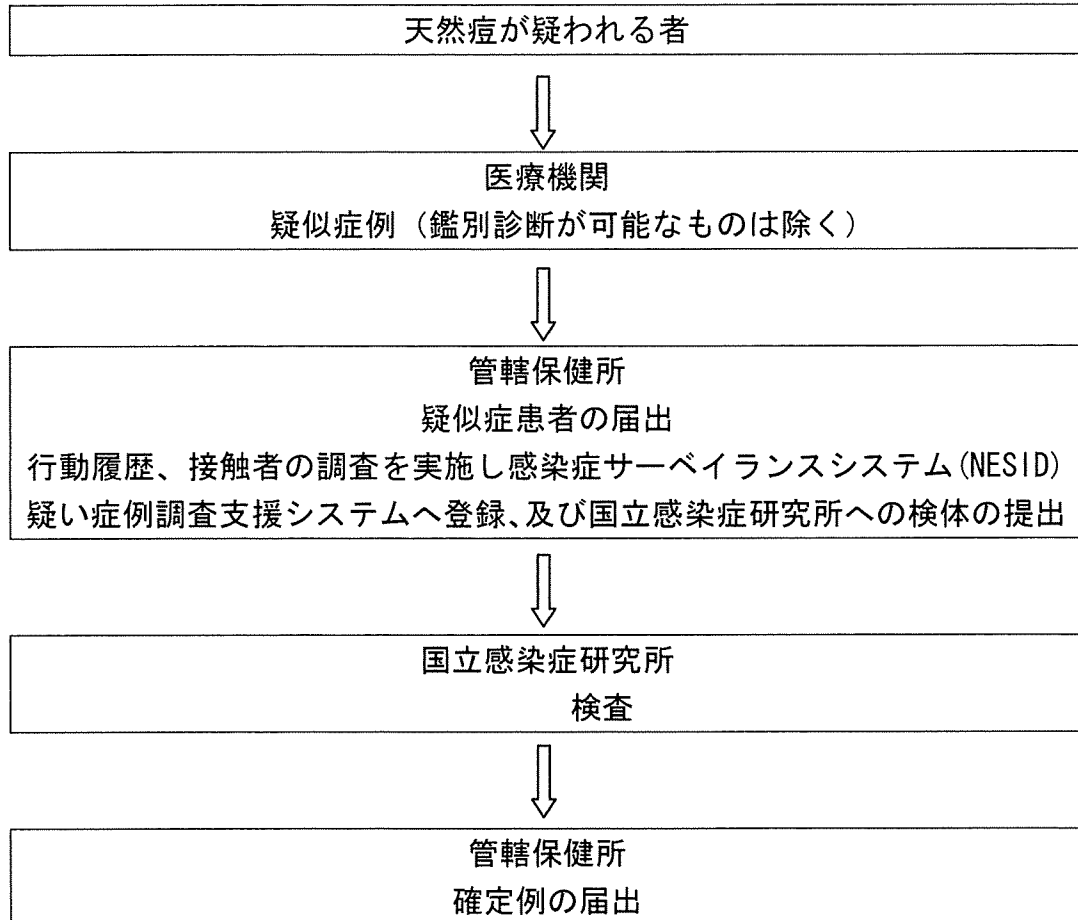 天然痘が疑われる者
医療機関
疑似症例（鑑別診断が可能なものは除く）
管轄保健所
疑似症患者の届出
行動履歴、接触者の調査を実施し感染症サーベイランスシステム(NESID)
疑い症例調査支援システムへ登録、及び国立感染症研究所への検体の提出
国立感染症研究所
検査
管轄保健所
確定例の届出